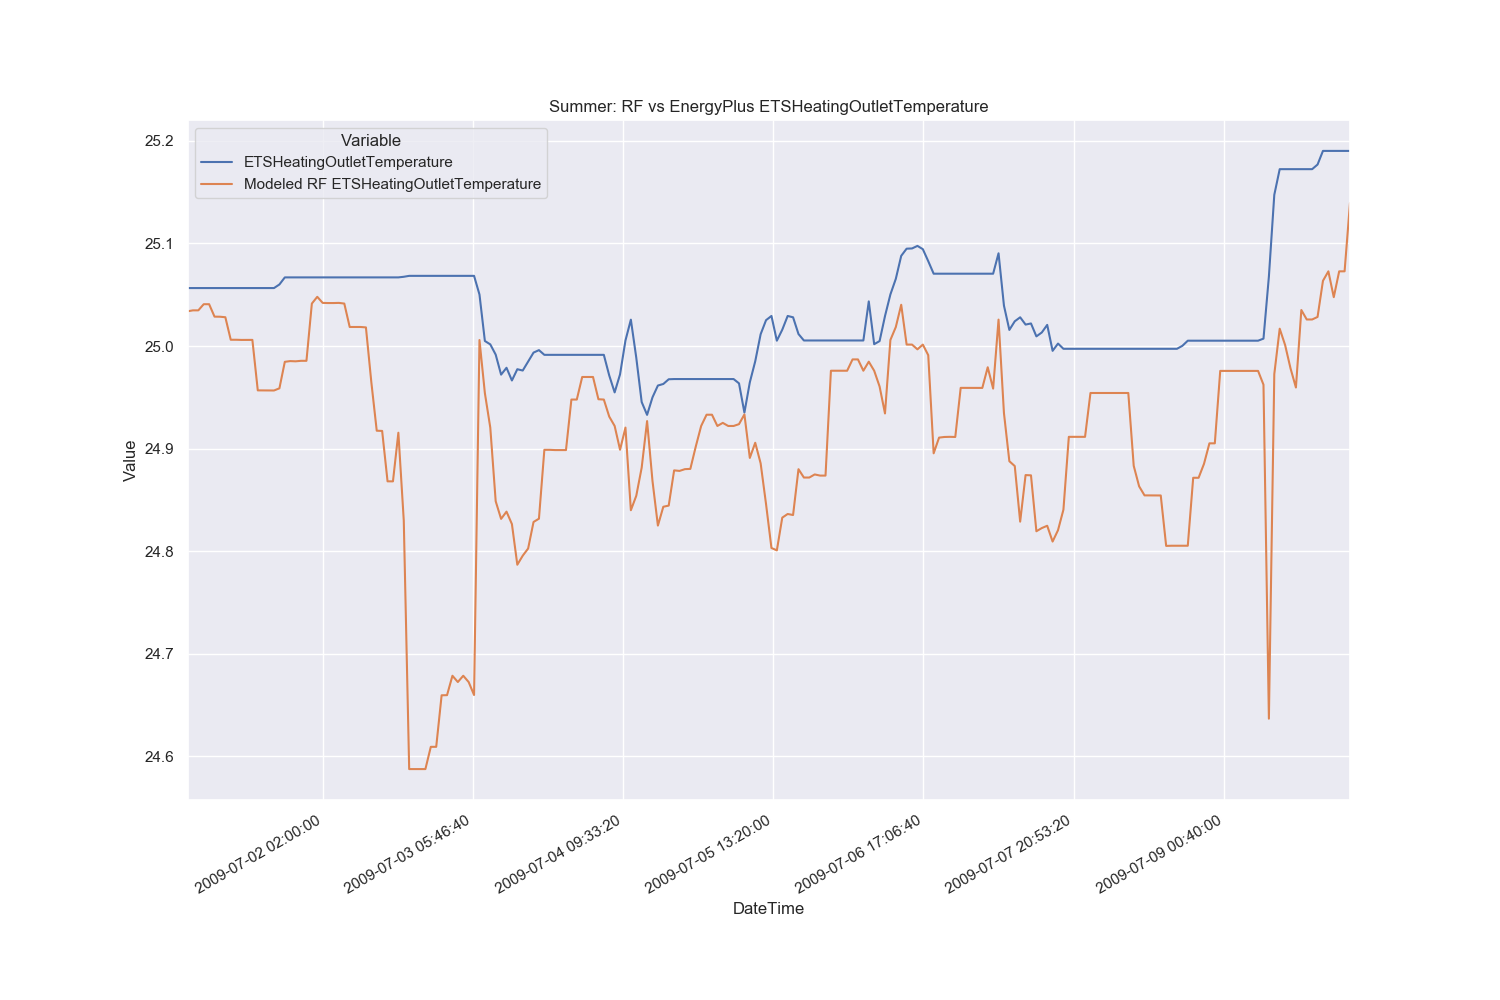 Summer: RF vs EnergyPlus ETSHeatingOutletTemperature
Variable
ETSHeatingOutletTemperature
Modeled RF ETSHeatingOutletTemperature
25.2
25.1
25.0
24.9
24.8
24.7
24.6
Value
2009-07-02 02:00:00
2009-07-03 05:46:40
2009-07-04 09:33:20
2009-07-05 13:20:00
2009-07-06 17:06:40
2009-07-07 20:53:20
2009-07-09 00:40:00
DateTime